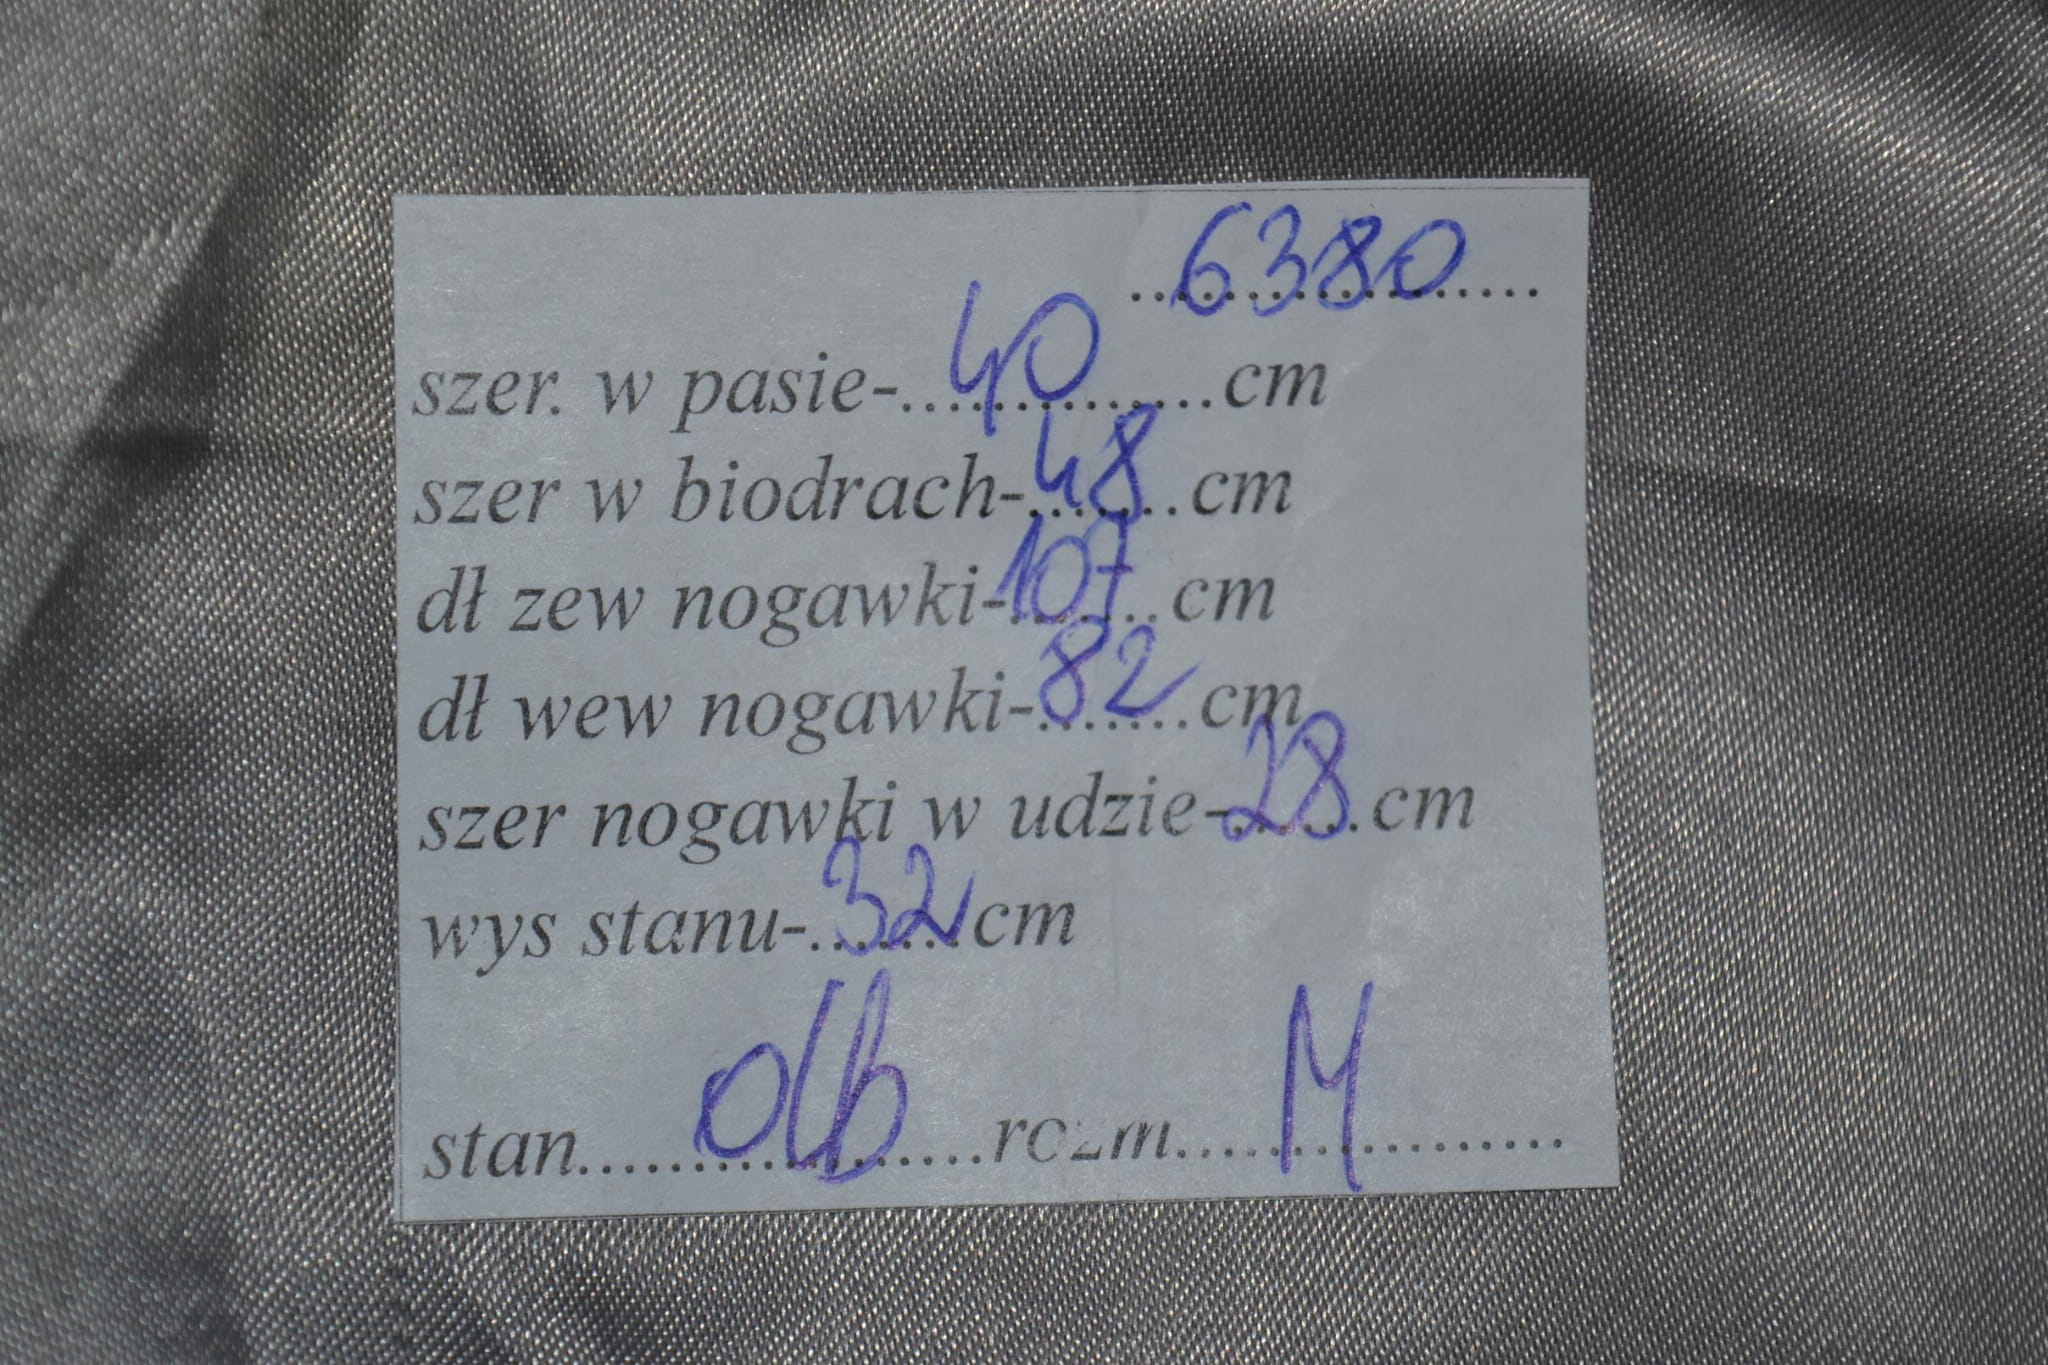 6380
szer. w pasie-40cm
szer w biodrach-48cm
dł zew nogawki-107cm
dł wew nogawki-82cm
szer nogawki w udzie-28cm
wys stanu-32cm
stan db rozm M